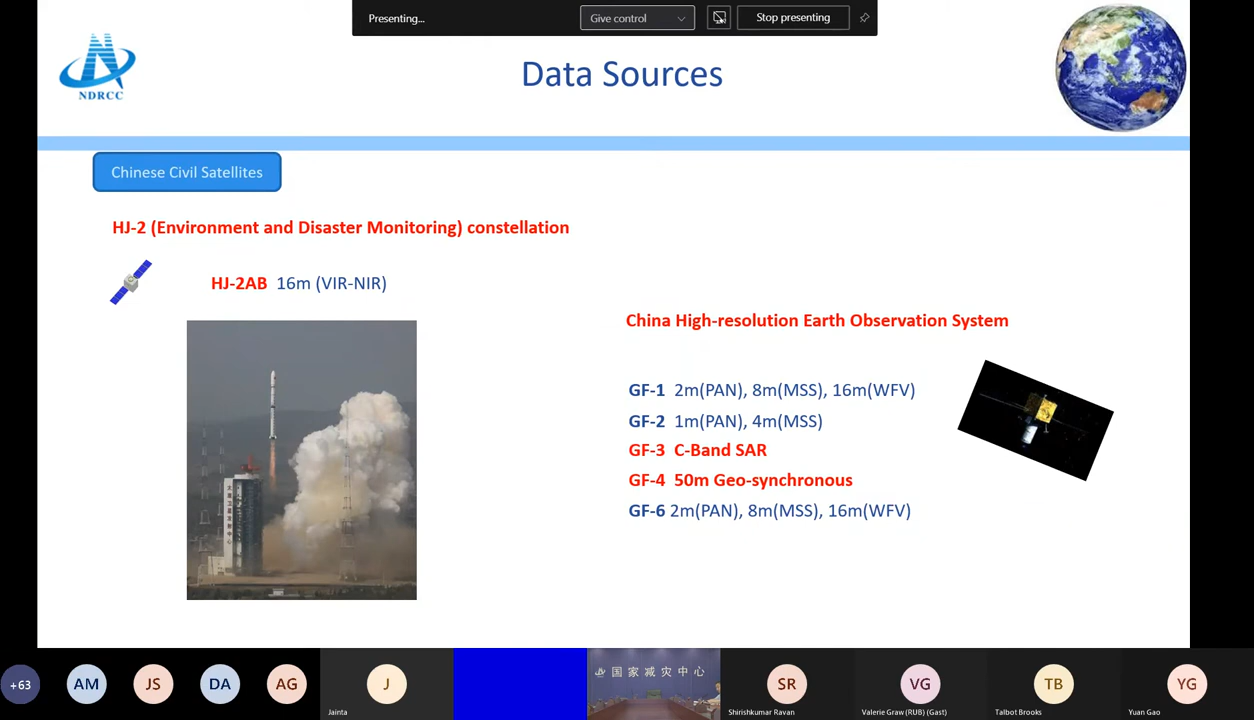 Presenting...
Give control
Stop presenting
NDRCC
Data Sources
Chinese Civil Satellites
HJ-2 (Environment and Disaster Monitoring) constellation
HJ-2AB 16m (VIR-NIR)
China High-resolution Earth Observation System
GF-1 2m(PAN), 8m(MSS), 16m(WFV)
GF-2 1m(PAN), 4m(MSS)
GF-3 C-Band SAR
GF-4 50m Geo-synchronous
GF-6 2m(PAN), 8m(MSS), 16m(WFV)
+63
AM
JS
DA
AG
J
Jainta
国家减灾中心
SR
Shirishkumar Ravan
VG
Valerie Graw (RUB) (Gast)
TB
Talbot Brooks
YG
Yuan Gao